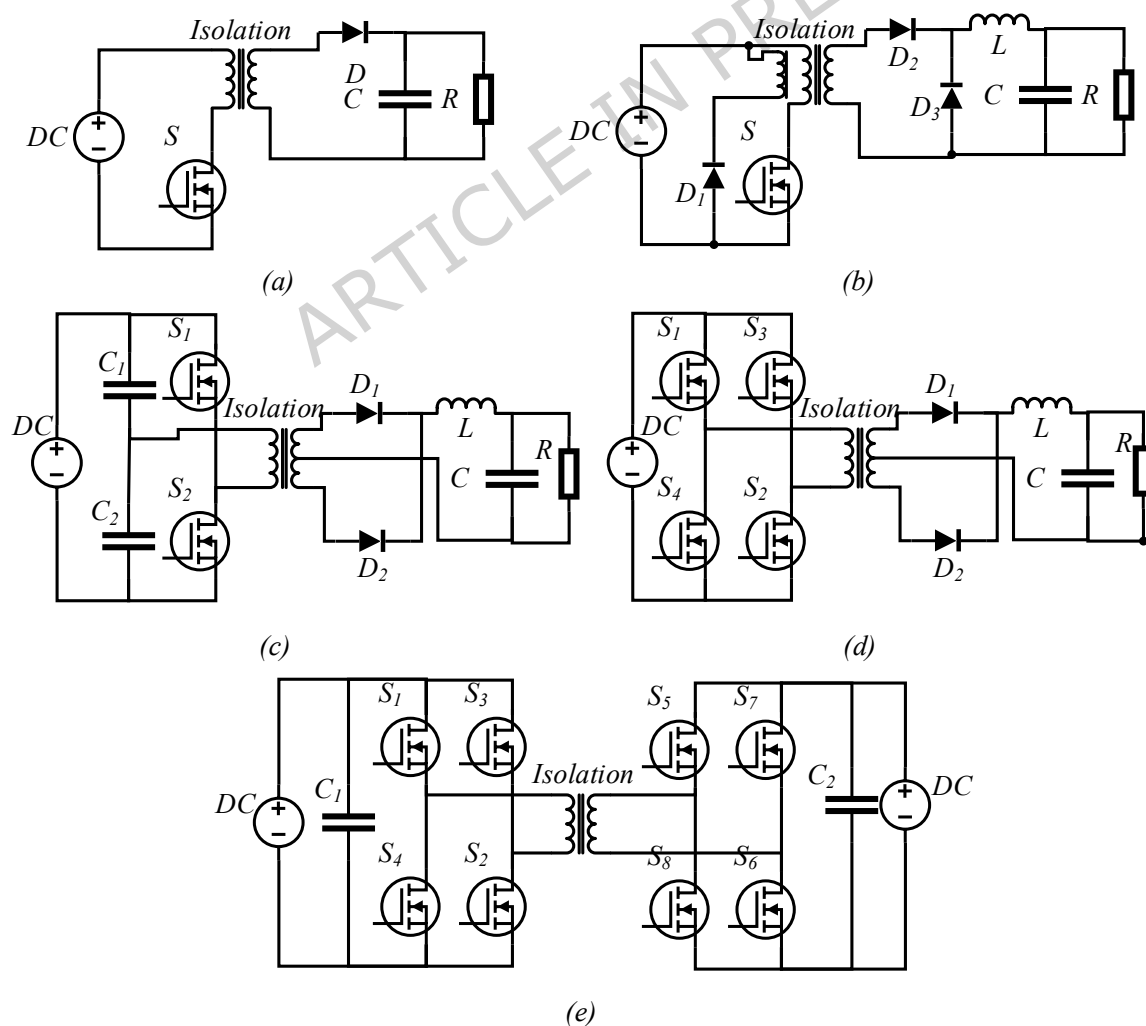 ARTICLE IN PRE
Isolation
D
C
R
DC
S
(a)
Isolation
D2
L
C
R
D3
DC
S
D1
(b)
S1
C1
D1
Isolation
L
DC
R
C
S2
C2
D2
(c)
S1
S3
D1
Isolation
L
DC
R
C
S4
S2
D2
(d)
S1
S3
S5
S7
Isolation
C1
C2
DC
DC
S4
S2
S8
S6
(e)